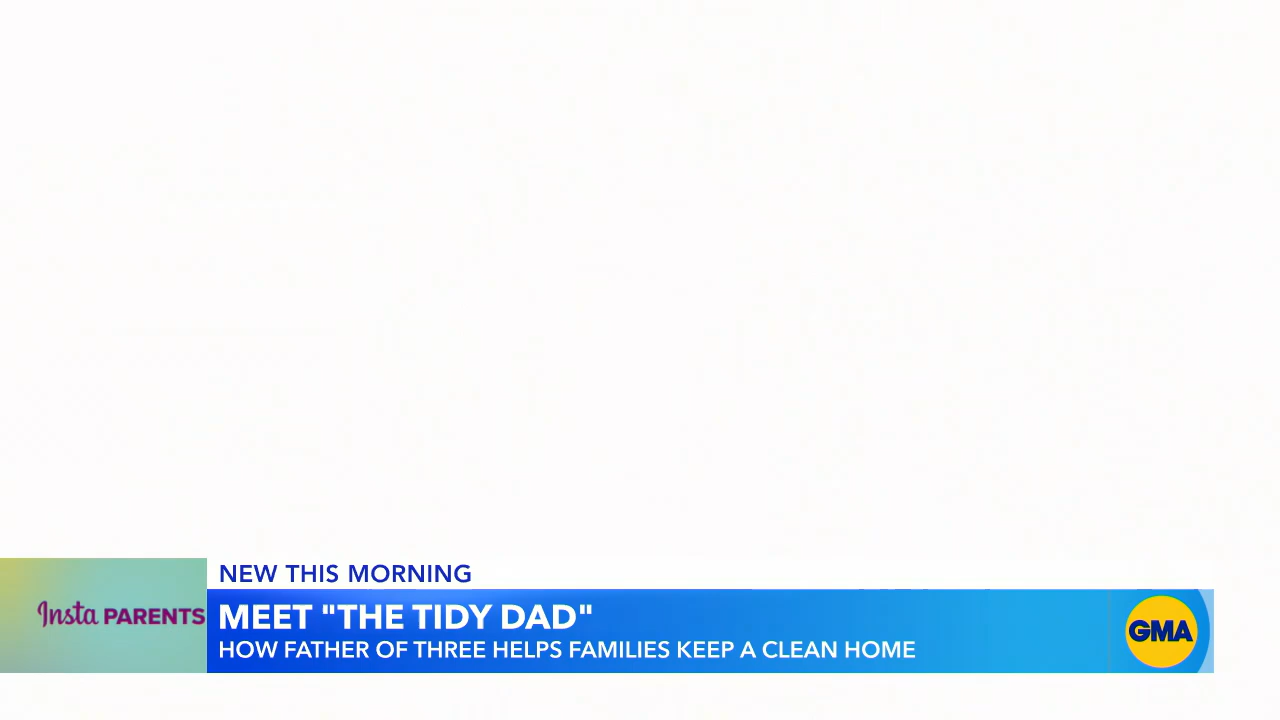 NEW THIS MORNING
Insta PARENTS
MEET "THE TIDY DAD"
HOW FATHER OF THREE HELPS FAMILIES KEEP A CLEAN HOME
GMA